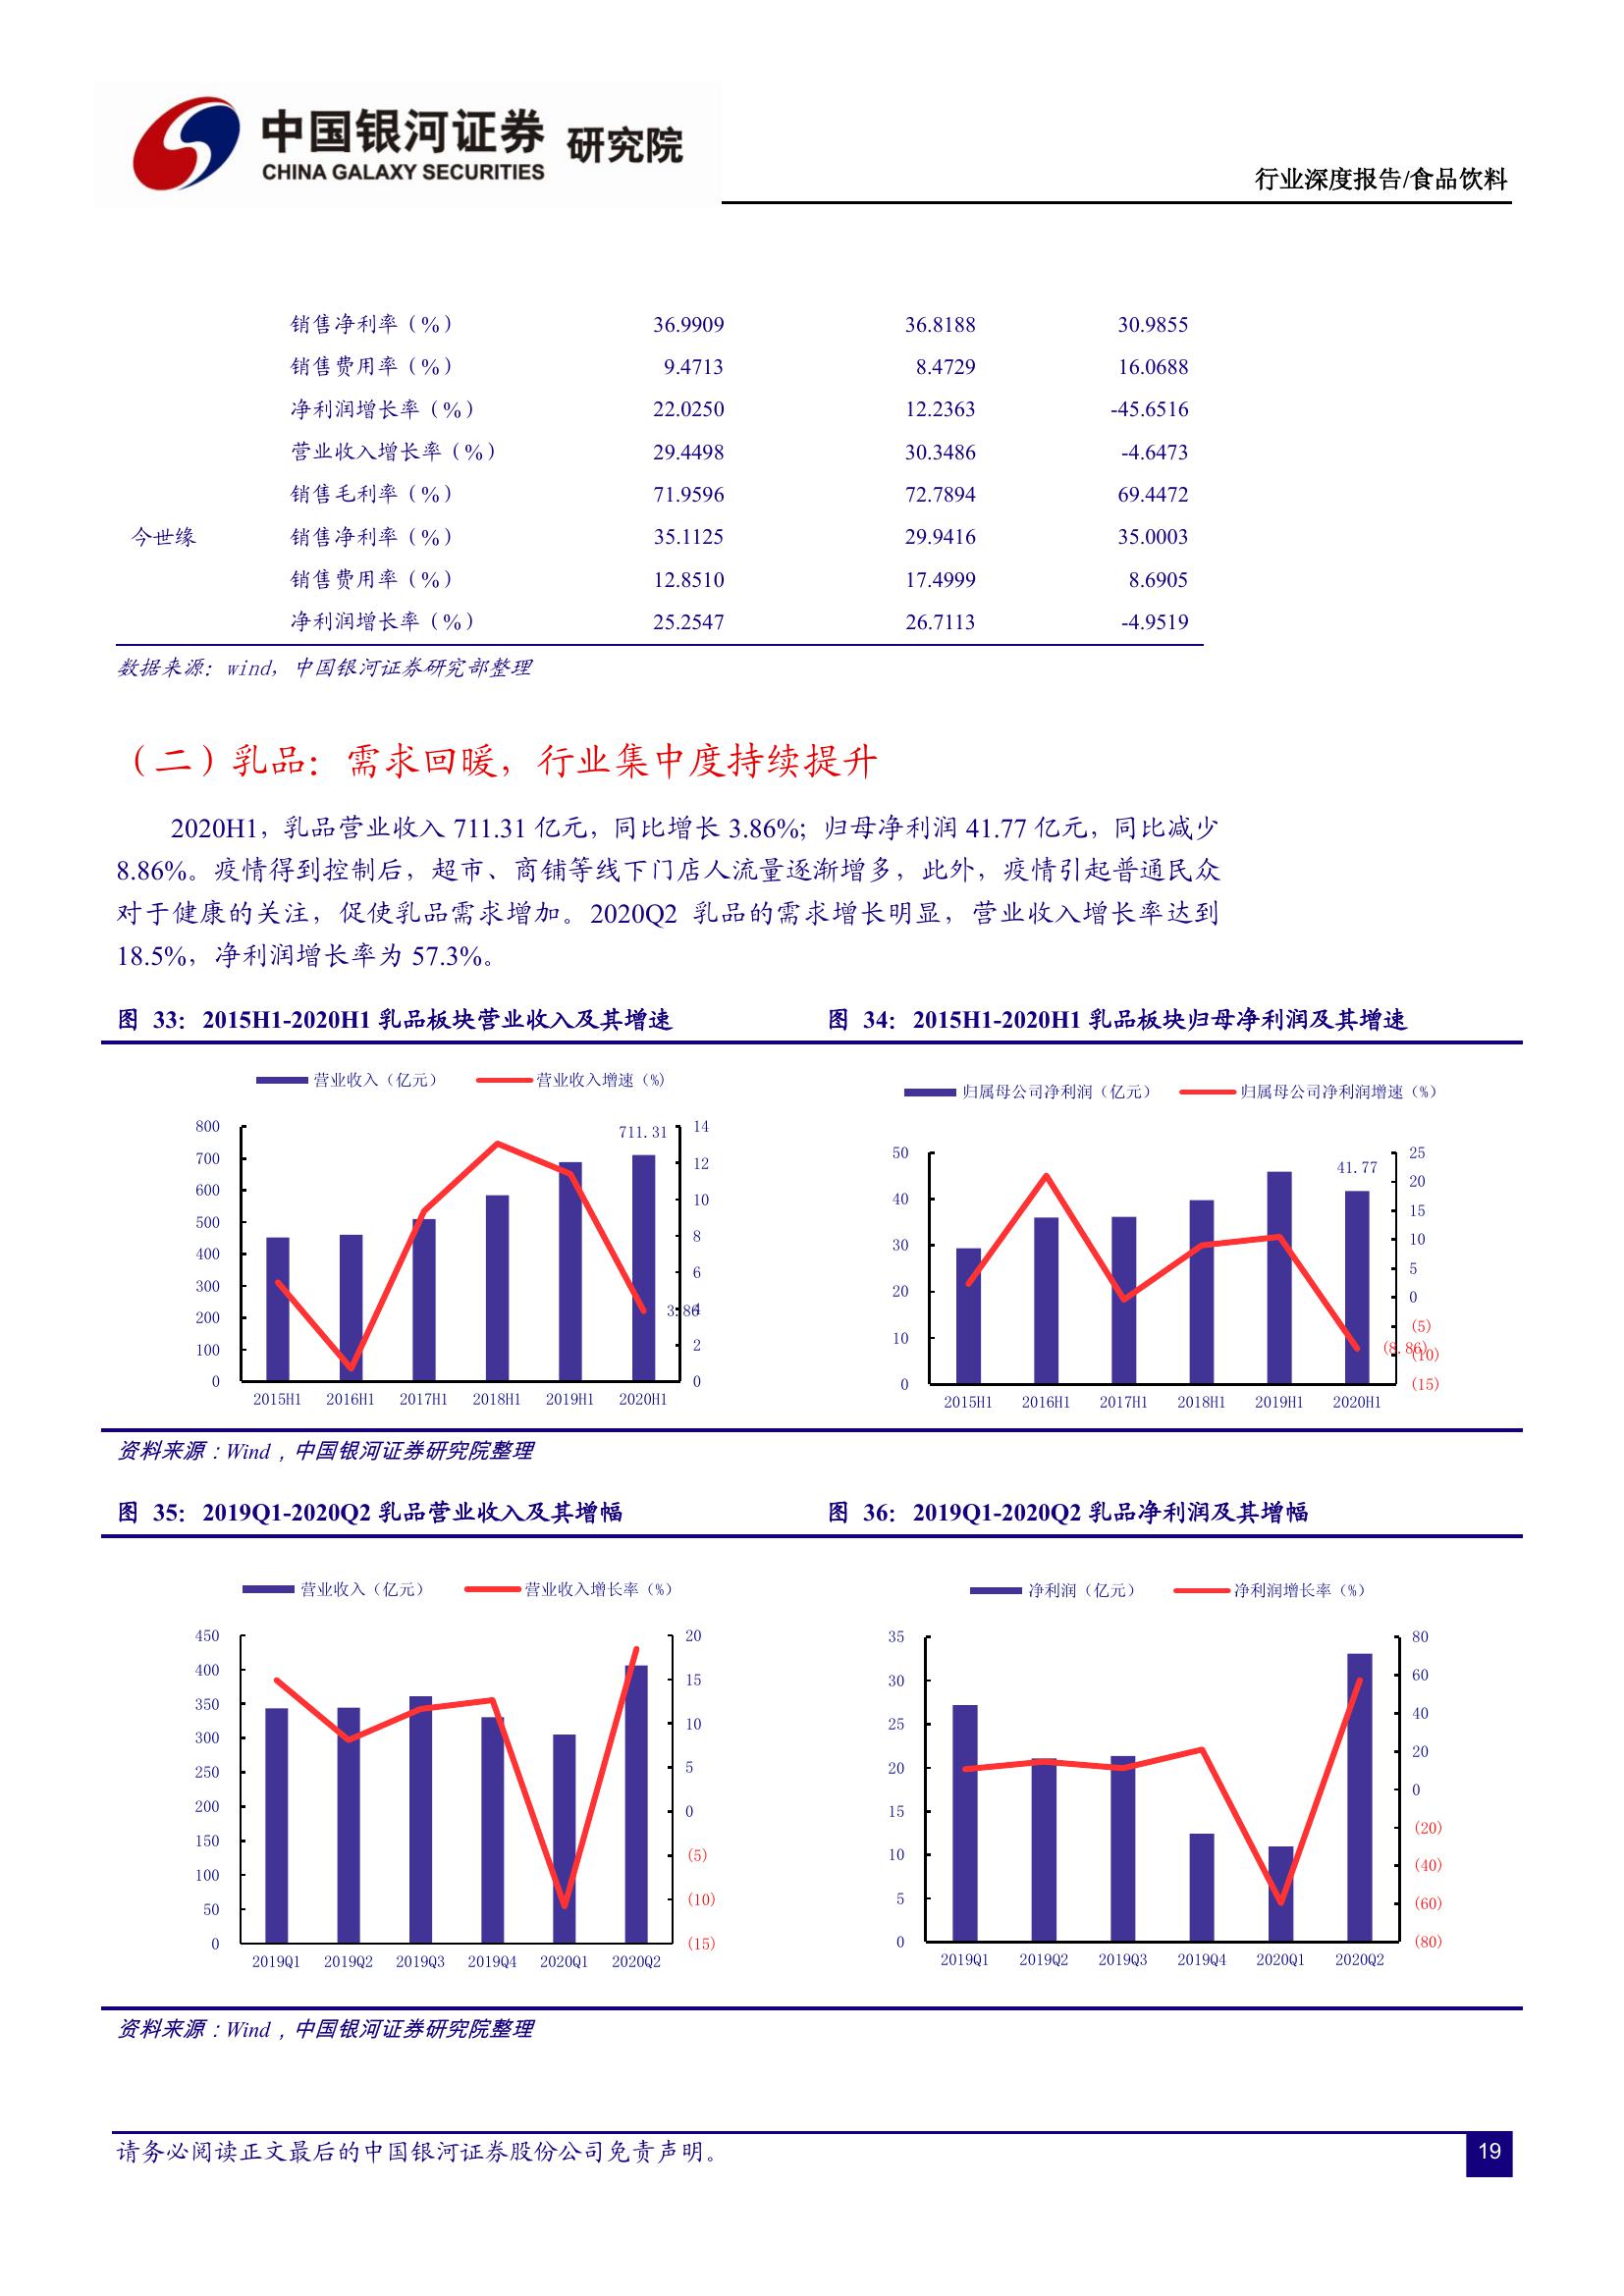 中国银河证券 研究院
CHINA GALAXY SECURITIES
行业深度报告/食品饮料
销售净利率（%） 36.9909 36.8188 30.9855
销售费用率（%） 9.4713 8.4729 16.0688
净利润增长率（%） 22.0250 12.2363 -45.6516
营业收入增长率（%） 29.4498 30.3486 -4.6473
销售毛利率（%） 71.9596 72.7894 69.4472
今世缘 销售净利率（%） 35.1125 29.9416 35.0003
销售费用率（%） 12.8510 17.4999 8.6905
净利润增长率（%） 25.2547 26.7113 -4.9519
数据来源：wind，中国银河证券研究部整理
（二）乳品：需求回暖，行业集中度持续提升
2020H1，乳品营业收入 711.31 亿元，同比增长 3.86%；归母净利润 41.77 亿元，同比减少
8.86%。疫情得到控制后，超市、商铺等线下门店人流量逐渐增多，此外，疫情引起普通民众
对于健康的关注，促使乳品需求增加。2020Q2 乳品的需求增长明显，营业收入增长率达到
18.5%，净利润增长率为 57.3%。
图 33：2015H1-2020H1 乳品板块营业收入及其增速
营业收入（亿元） 营业收入增速（%）
800 711.31 14
700 12
600 10
500 8
400 6
300 4
200 3.86
100 2
0 0
2015H1 2016H1 2017H1 2018H1 2019H1 2020H1
图 34：2015H1-2020H1 乳品板块归母净利润及其增速
归属母公司净利润（亿元） 归属母公司净利润增速（%）
50 41.77 25
40 20
30 15
20 10
10 5
0 0
(5)
(8.86)
(10)
(15)
2015H1 2016H1 2017H1 2018H1 2019H1 2020H1
资料来源：Wind，中国银河证券研究院整理
图 35：2019Q1-2020Q2 乳品营业收入及其增幅
营业收入（亿元） 营业收入增长率（%）
450 20
400 15
350 10
300 5
250 0
200 (5)
150 (10)
100 (15)
50
0
2019Q1 2019Q2 2019Q3 2019Q4 2020Q1 2020Q2
图 36：2019Q1-2020Q2 乳品净利润及其增幅
净利润（亿元） 净利润增长率（%）
35 80
30 60
25 40
20 20
15 0
10 (20)
5 (40)
0 (60)
(80)
2019Q1 2019Q2 2019Q3 2019Q4 2020Q1 2020Q2
资料来源：Wind，中国银河证券研究院整理
请务必阅读正文最后的中国银河证券股份公司免责声明。
19